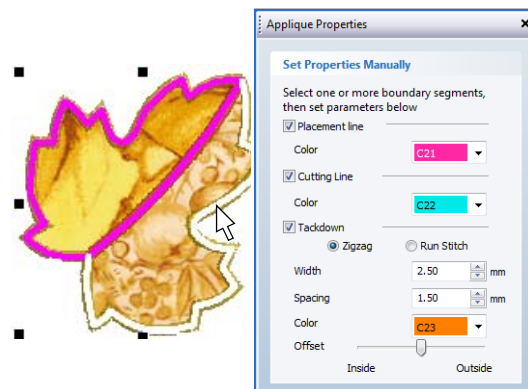 Applique Properties
Set Properties Manually
Select one or more boundary segments,
then set parameters below
Placement line
Color C21
Cutting Line
Color C22
Tackdown
Zigzag Run Stitch
Width 2.50 mm
Spacing 1.50 mm
Color C23
Offset
Inside Outside